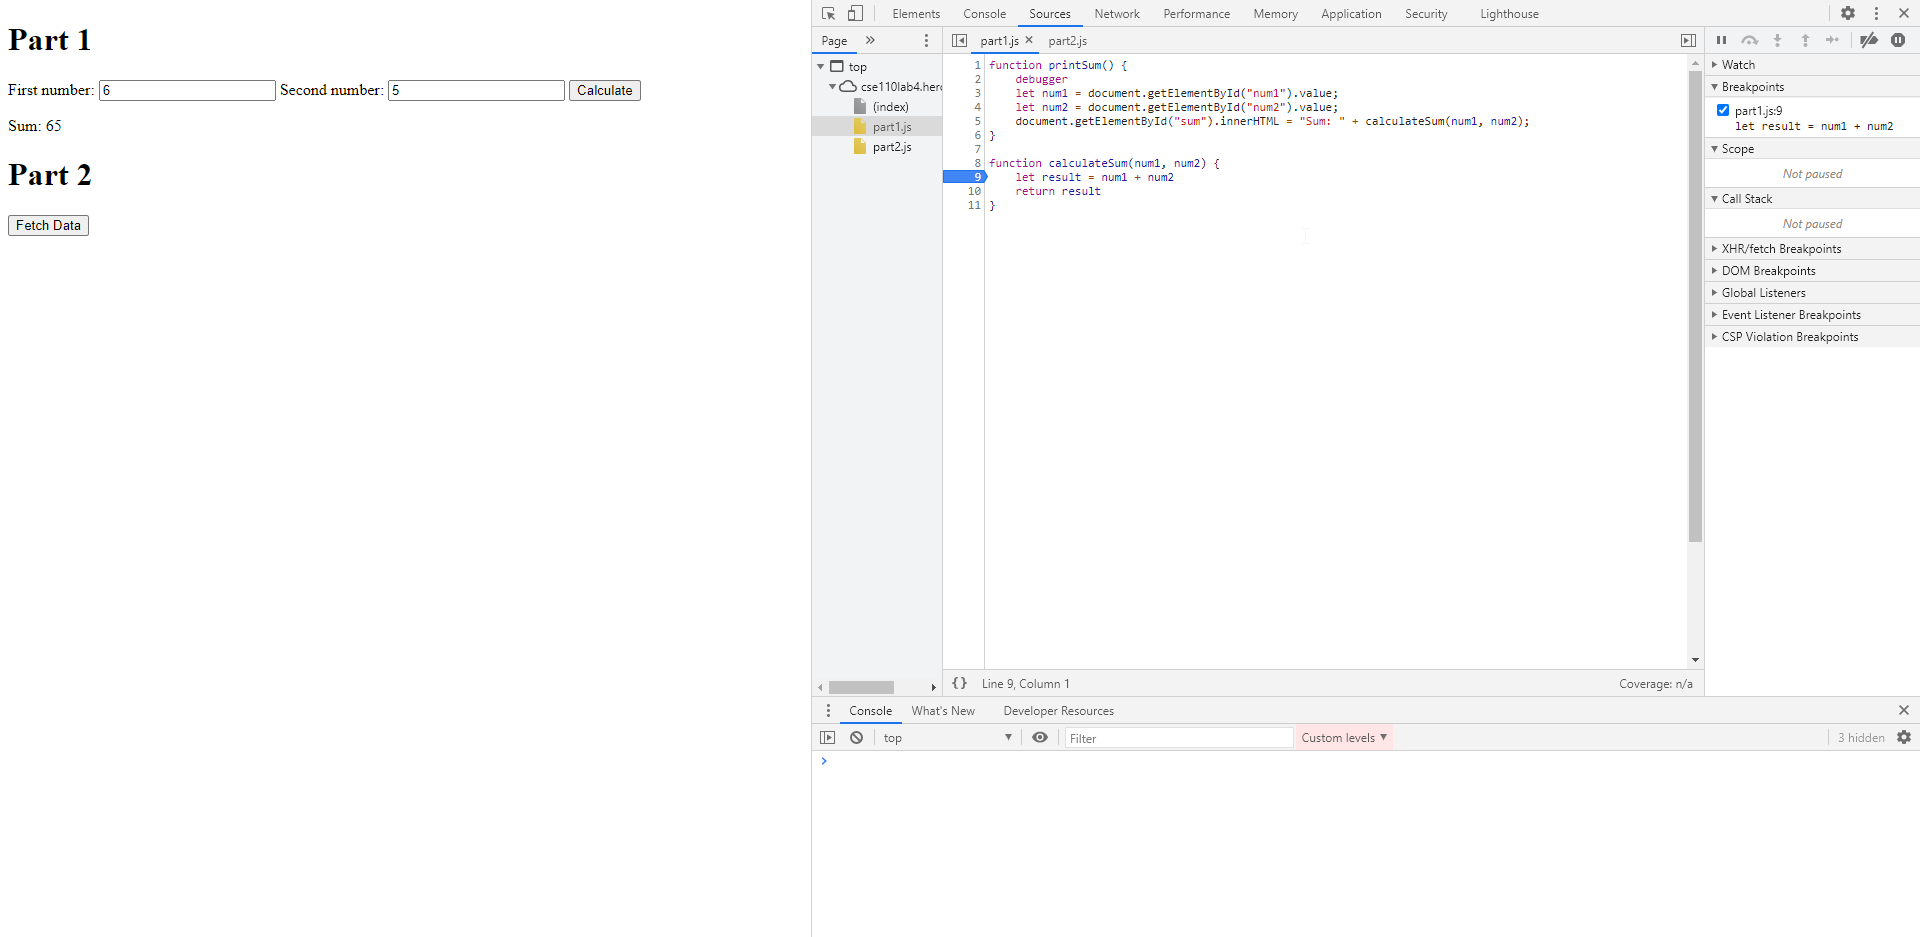 Part 1
First number: 6 Second number: 5 Calculate
Sum: 65
Part 2
Fetch Data
Elements Console Sources Network Performance Memory Application Security Lighthouse
Page
top
cse110lab4.her
(index)
part1.js
part2.js
part1.js part2.js
1 function printSum() {
2 debugger
3 let num1 = document.getElementById("num1").value;
4 let num2 = document.getElementById("num2").value;
5 document.getElementById("sum").innerHTML = "Sum: " + calculateSum(num1, num2);
6 }
7
8 function calculateSum(num1, num2) {
9 let result = num1 + num2
10 return result
11 }
{} Line 9, Column 1 Coverage: n/a
Watch
Breakpoints
part1.js:9
let result = num1 + num2
Scope
Not paused
Call Stack
Not paused
XHR/fetch Breakpoints
DOM Breakpoints
Global Listeners
Event Listener Breakpoints
CSP Violation Breakpoints
Console What's New Developer Resources
top Filter Custom levels 3 hidden